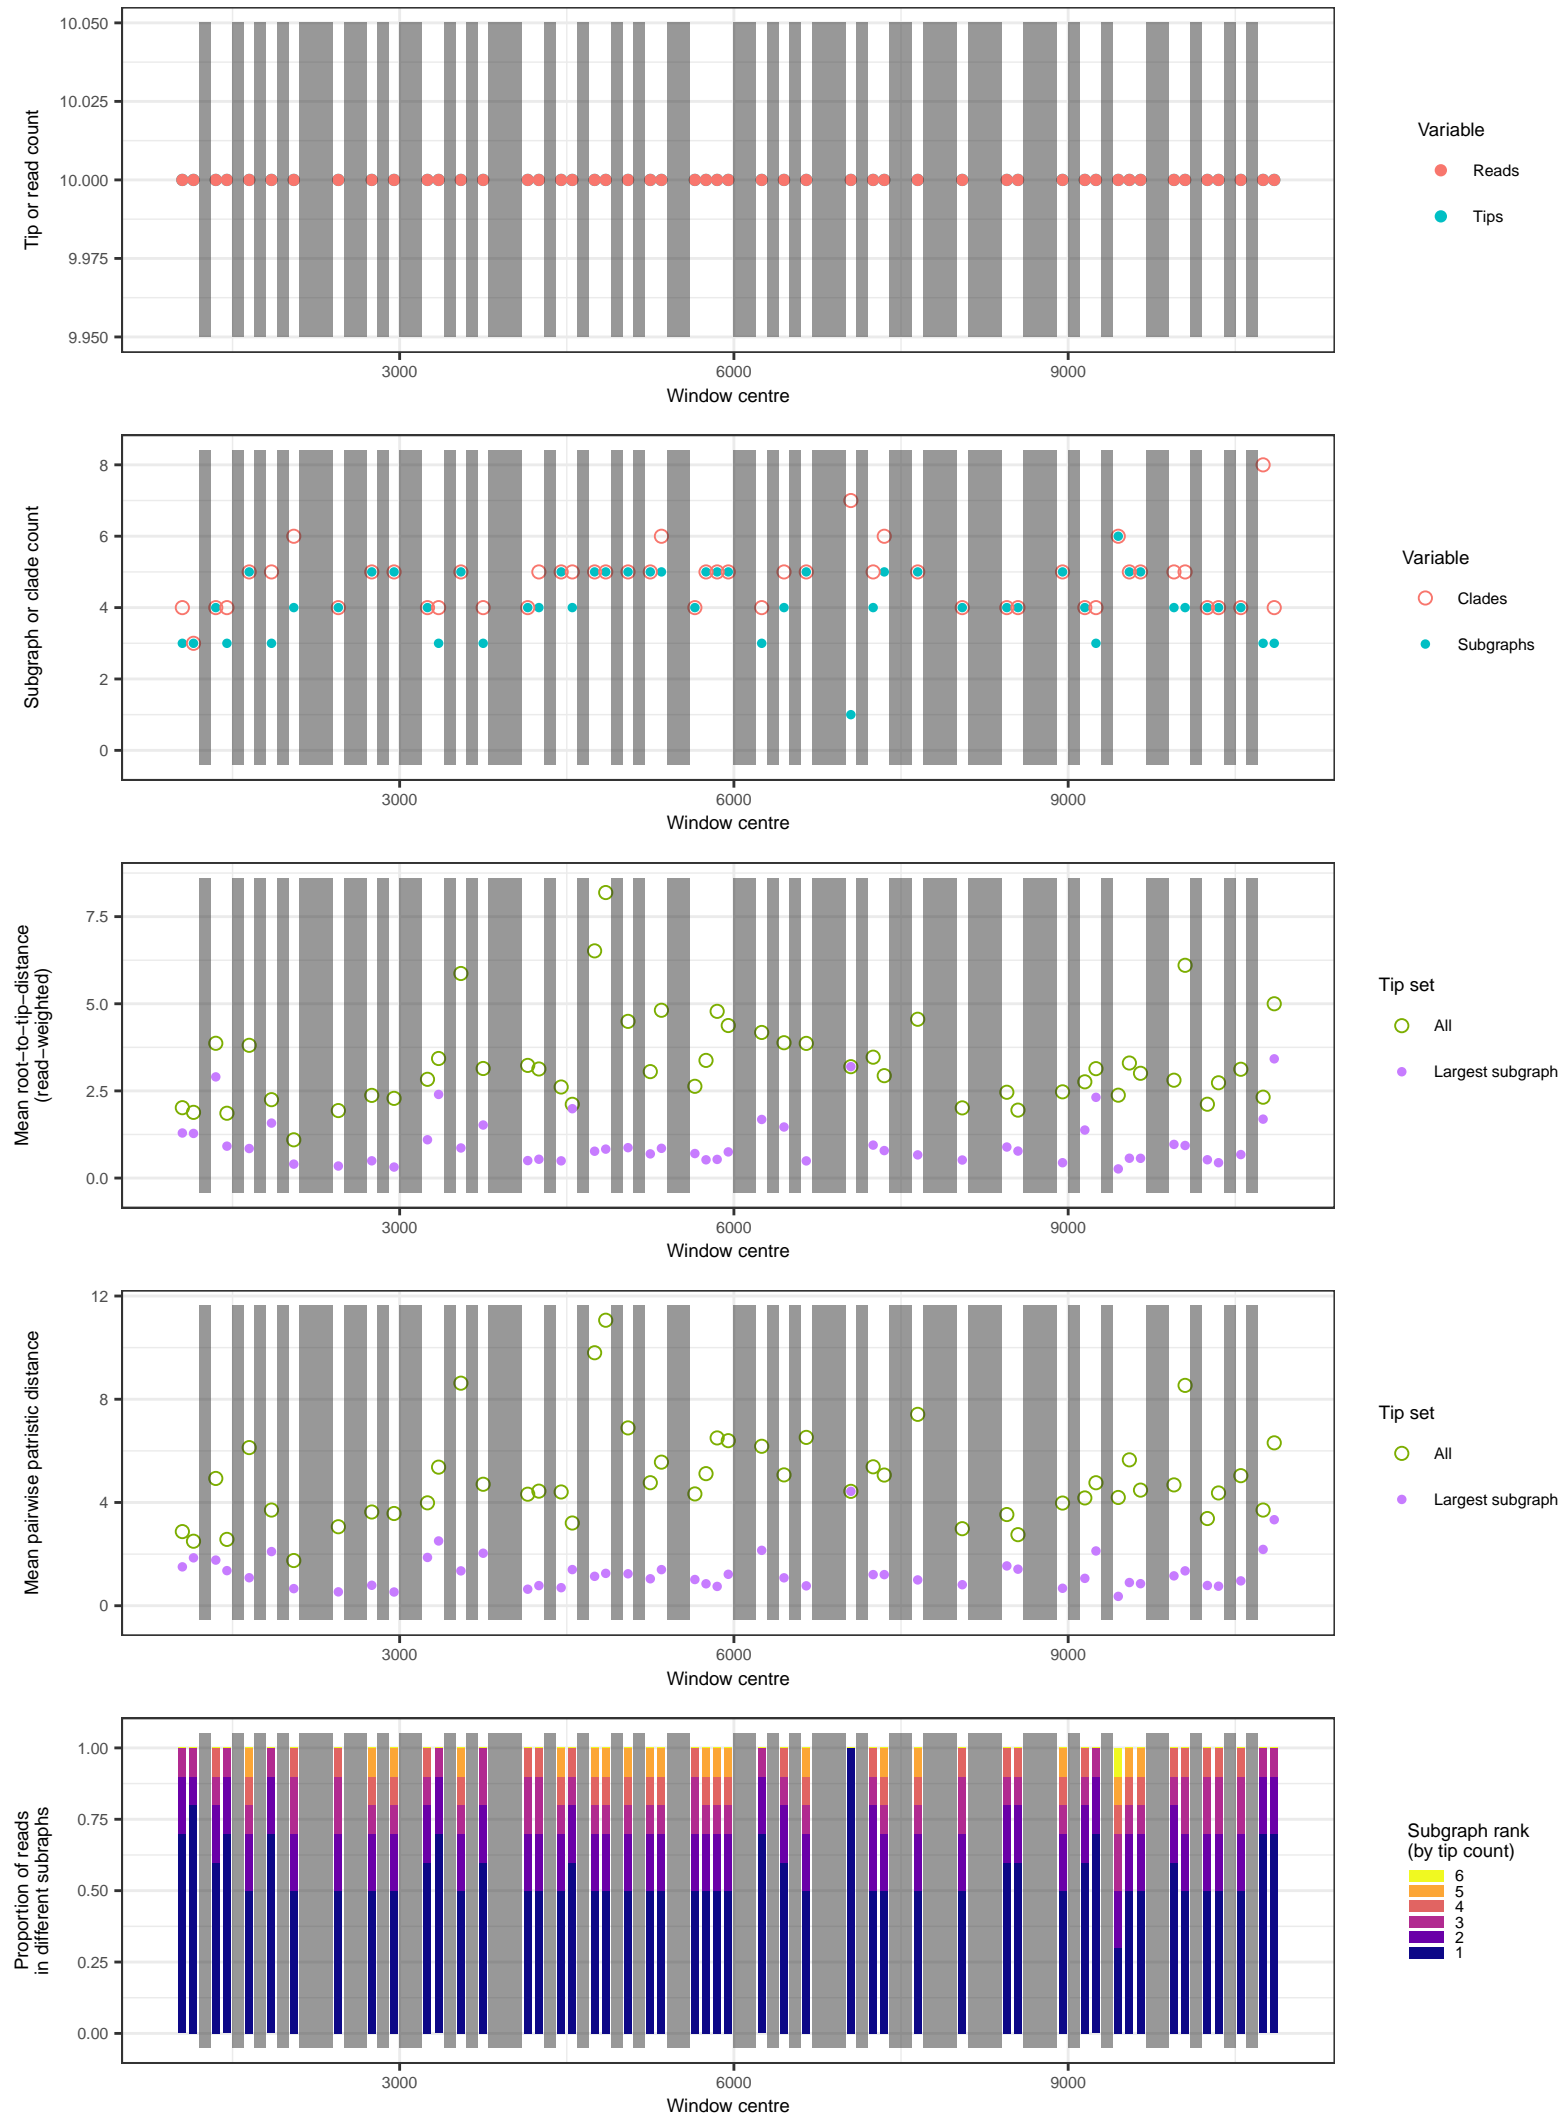 10.050
10.025
10.000
9.975
9.950
Tip or read count
3000
6000
9000
Window centre
Variable
Reads
Tips
8
6
4
2
0
Subgraph or clade count
3000
6000
9000
Window centre
Variable
Clades
Subgraphs
7.5
5.0
2.5
0.0
Mean root−to−tip−distance
(read−weighted)
3000
6000
9000
Window centre
Tip set
All
Largest subgraph
12
8
4
0
Mean pairwise patristic distance
3000
6000
9000
Window centre
Tip set
All
Largest subgraph
1.00
0.75
0.50
0.25
0.00
Proportion of reads
in different subraphs
3000
6000
9000
Window centre
Subgraph rank
(by tip count)
6
5
4
3
2
1